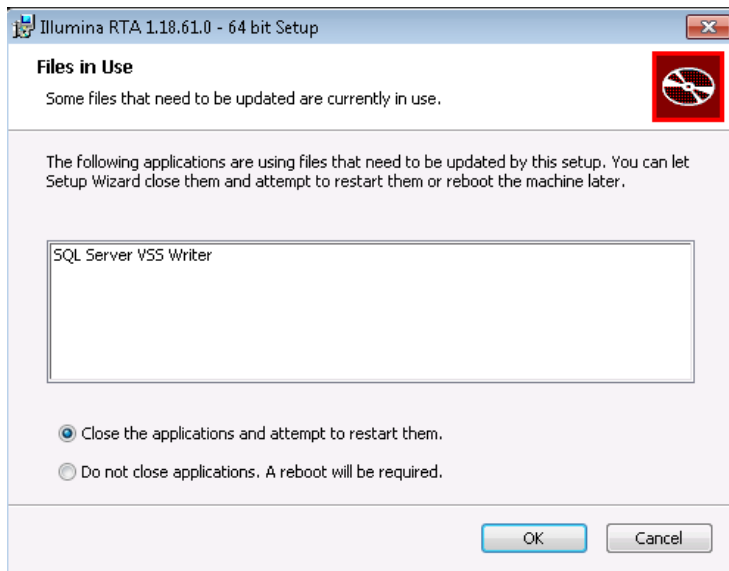 Illumina RTA 1.18.61.0 - 64 bit Setup
Files in Use
Some files that need to be updated are currently in use.
The following applications are using files that need to be updated by this setup. You can let
Setup Wizard close them and attempt to restart them or reboot the machine later.
SQL Server VSS Writer
Close the applications and attempt to restart them.
Do not close applications. A reboot will be required.
OK
Cancel